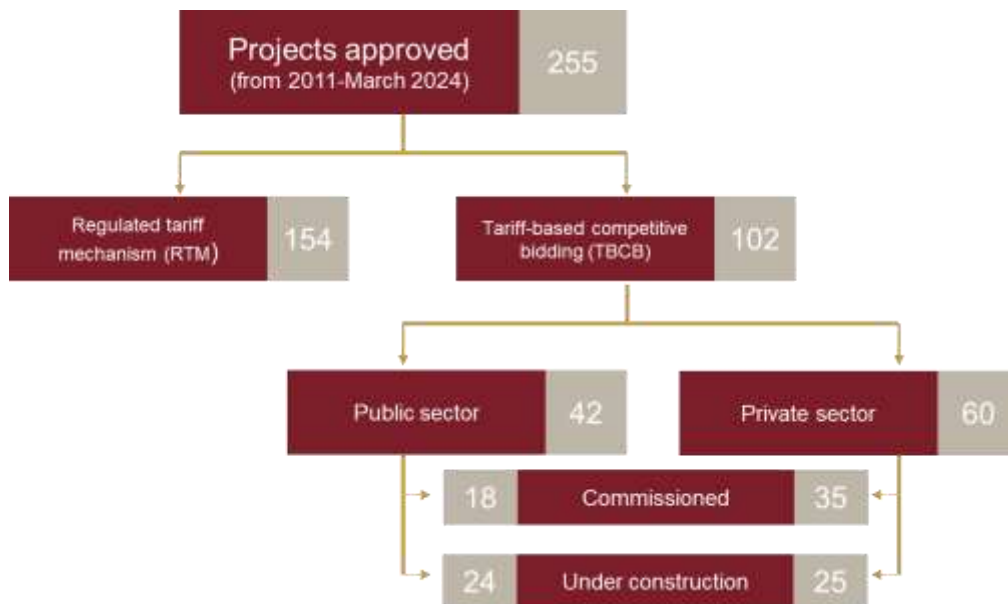 Projects approved
(from 2011-March 2024)
255
Regulated tariff
mechanism (RTM)
154
Tariff-based competitive
bidding (TBCB)
102
Public sector
42
Private sector
60
18
Commissioned
35
24
Under construction
25